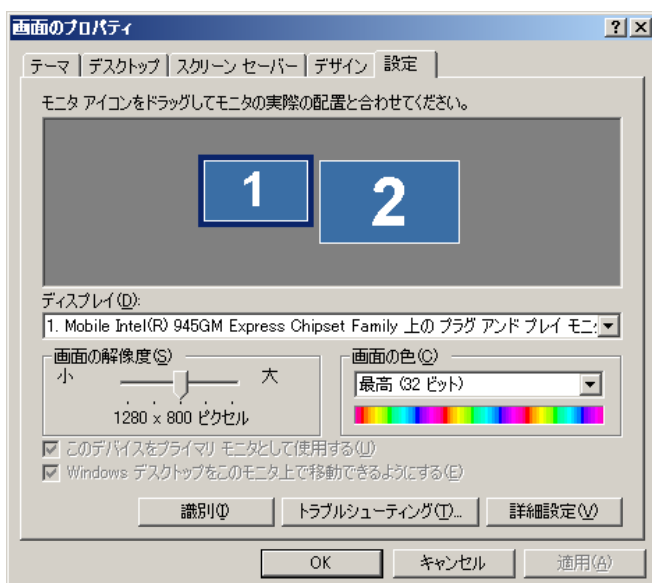 画面のプロパティ
テーマ デスクトップ スクリーン セーバー デザイン 設定
モニタ アイコンをドラッグしてモニタの実際の配置と合わせてください。
1 2
ディスプレイ(D):
1. Mobile Intel(R) 945GM Express Chipset Family 上の プラグ アンド プレイ モニ
画面の解像度(S) 画面の色(C)
小 大 最高 (32 ビット)
1280 x 800 ピクセル
このデバイスをプライマリ モニタとして使用する(U)
Windows デスクトップをこのモニタ上で移動できるようにする(E)
識別(I) トラブルシューティング(T)... 詳細設定(V)
OK キャンセル 適用(A)